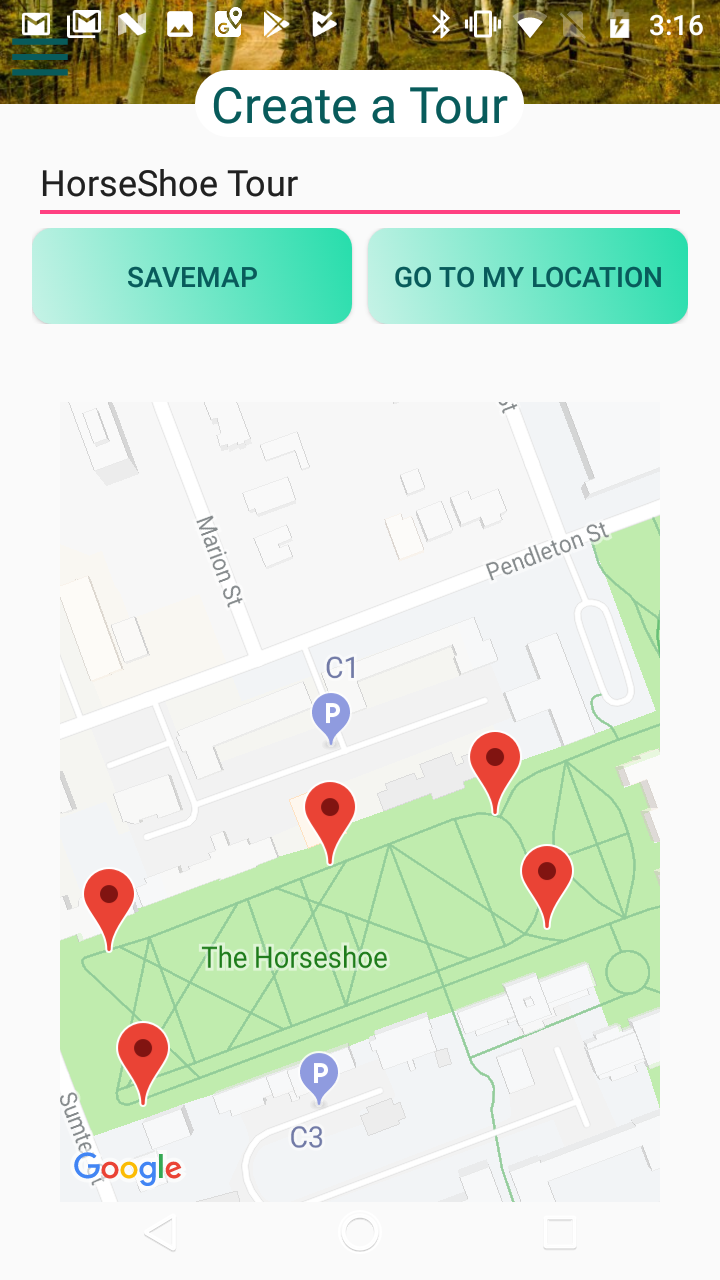 3:16
Create a Tour
HorseShoe Tour
SAVEMAP
GO TO MY LOCATION
St
Marion St
Pendleton St
C1
P
The Horseshoe
P
C3
Google